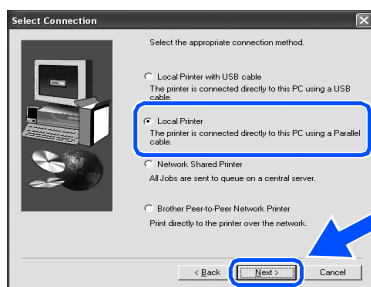 Select Connection
Select the appropriate connection method.
Local Printer with USB cable
The printer is connected directly to this PC using a USB
cable.
Local Printer
The printer is connected directly to this PC using a Parallel
cable.
Network Shared Printer
All Jobs are sent to queue on a central server.
Brother Peer-to-Peer Network Printer
Print directly to the printer over the network.
< Back Next > Cancel